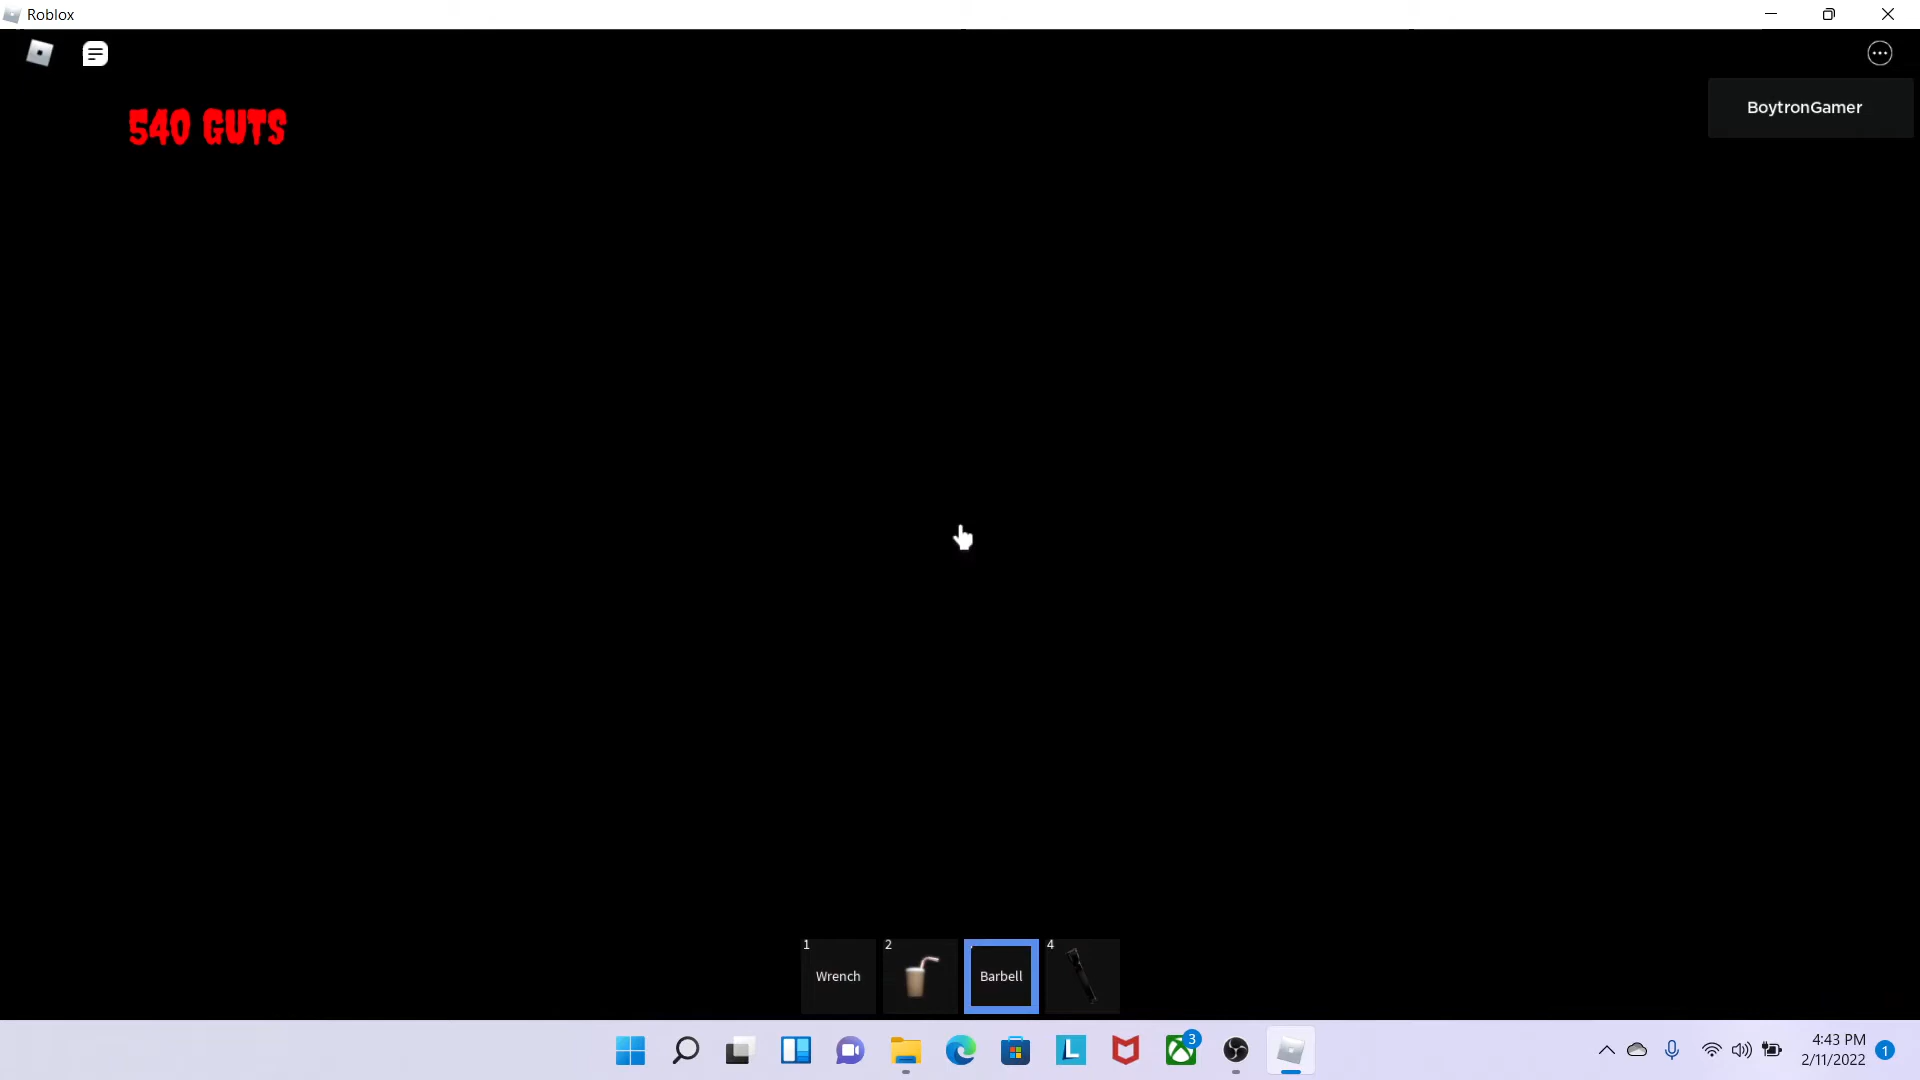 Roblox
540 GUTS
BoytronGamer
1
2
4
Wrench
Barbell
3
4:43 PM
2/11/2022
1